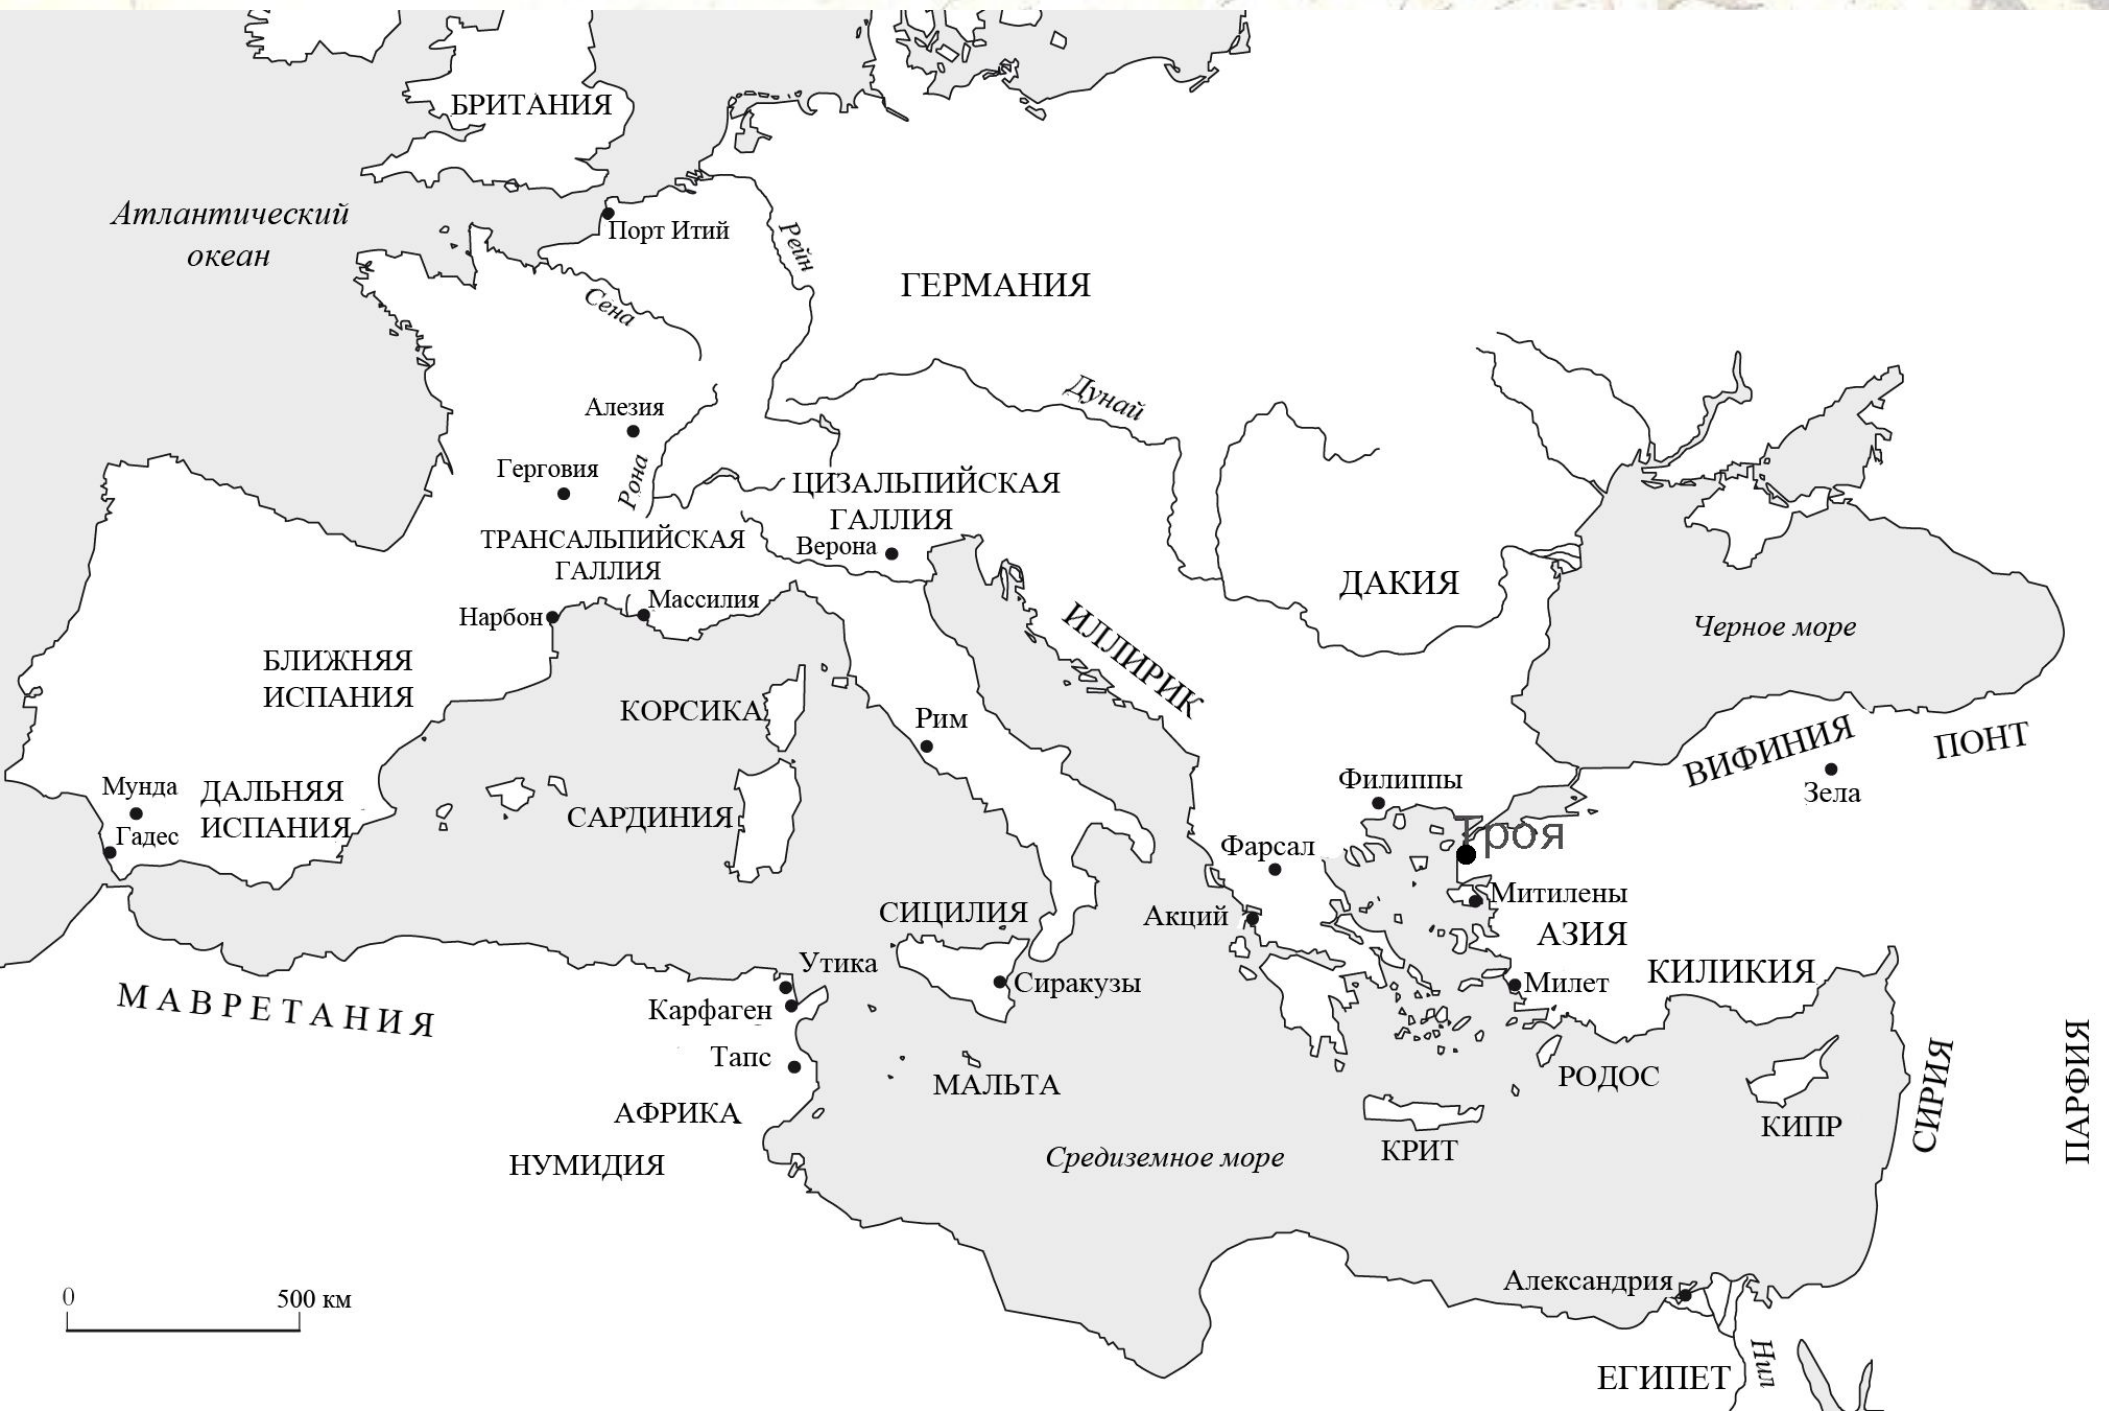 БРИТАНИЯ
Атлантический
океан
Порт Итий
Рейн
ГЕРМАНИЯ
Сена
Дунай
Алезия
Герговия
Рона
ЦИЗАЛЬПИЙСКАЯ
ГАЛЛИЯ
ТРАНСАЛЬПИЙСКАЯ
ГАЛЛИЯ
Верона
ДАКИЯ
Нарбон
Массилия
ИЛЛИРИК
Черное море
БЛИЖНЯЯ
ИСПАНИЯ
КОРСИКА
Рим
ВИФИНИЯ
ПОНТ
Зела
Мунда
ДАЛЬНЯЯ
ИСПАНИЯ
Гадес
САРДИНИЯ
Филиппы
Троя
Фарсал
Митилены
АЗИЯ
Акций
СИЦИЛИЯ
Сиракузы
Утика
Карфаген
Тапс
МАВРЕТАНИЯ
Милет
КИЛИКИЯ
РОДОС
МАЛЬТА
КИПР
СИРИЯ
ПАРФИЯ
АФРИКА
НУМИДИЯ
Средиземное море
КРИТ
Александрия
ЕГИПЕТ
Нил
0
500 км